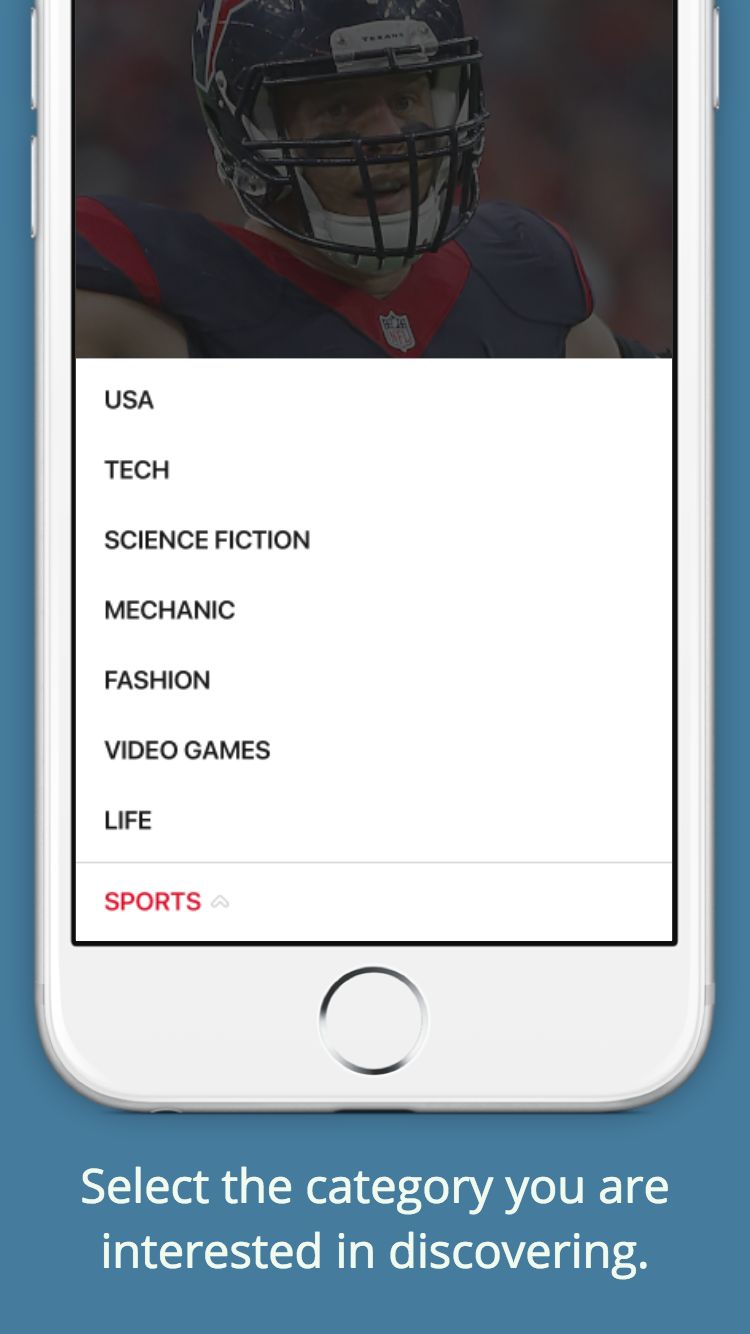 TEXANS
NFL
USA
TECH
SCIENCE FICTION
MECHANIC
FASHION
VIDEO GAMES
LIFE
SPORTS
Select the category you are
interested in discovering.